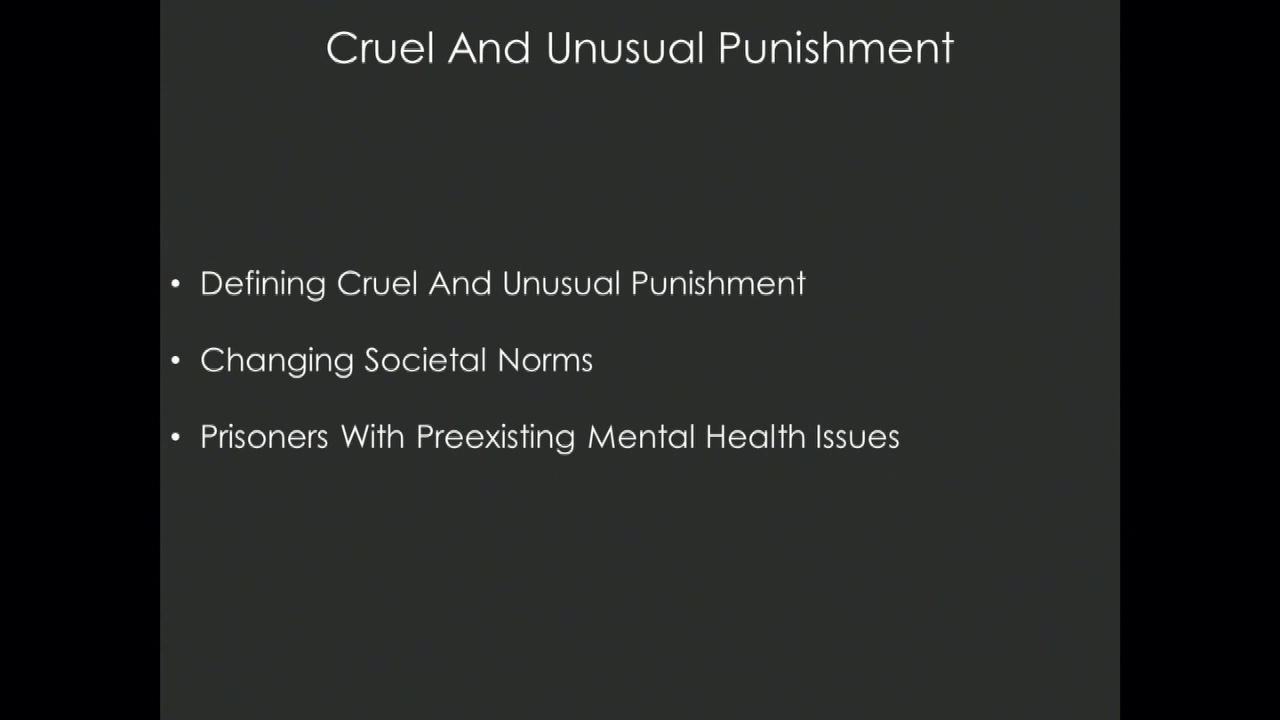 Cruel And Unusual Punishment
• Defining Cruel And Unusual Punishment
• Changing Societal Norms
• Prisoners With Preexisting Mental Health Issues